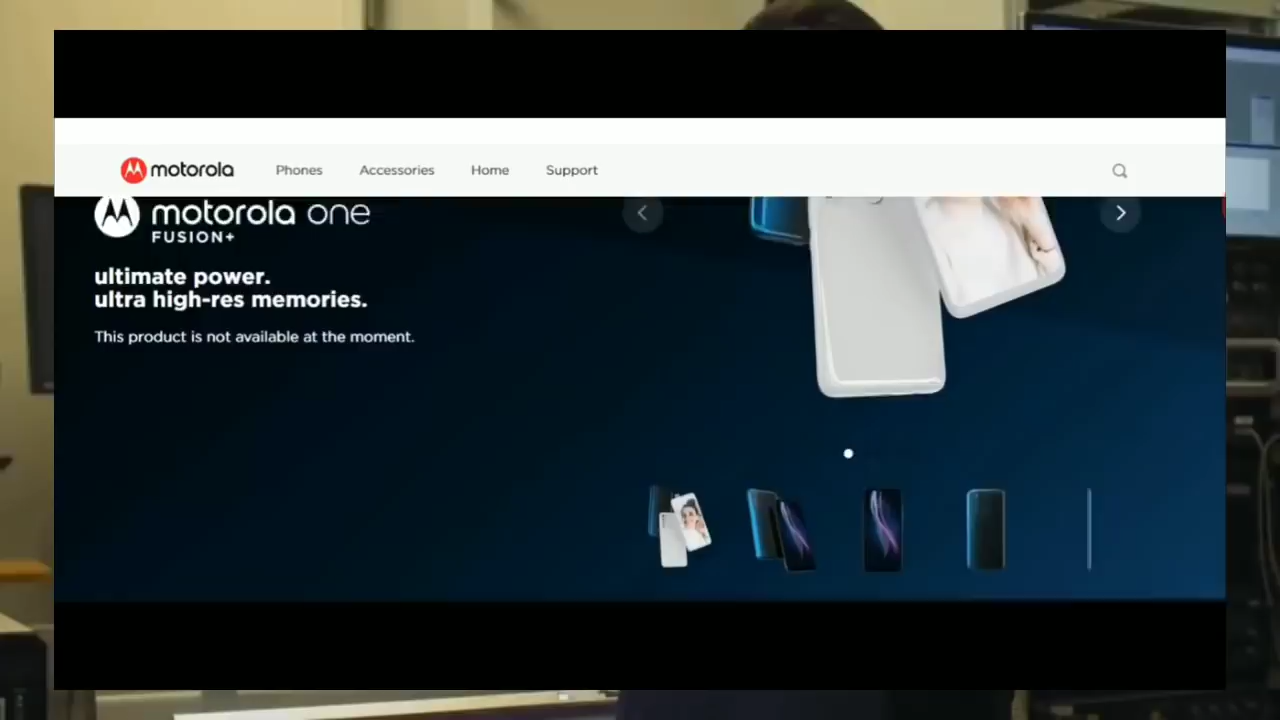 motorola Phones Accessories Home Support
motorola one
FUSION+
ultimate power.
ultra high-res memories.
This product is not available at the moment.